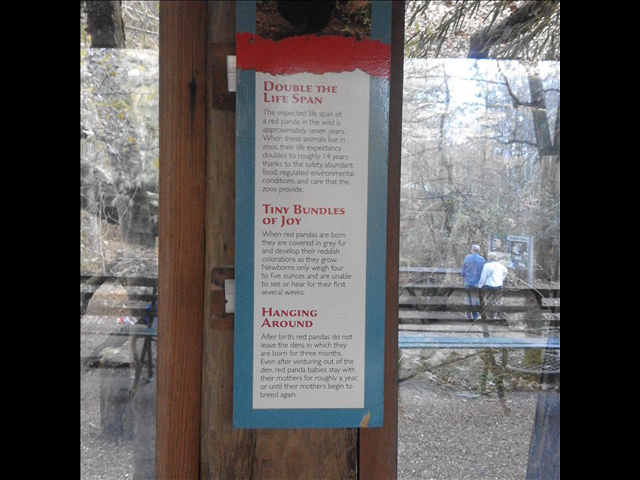 DOUBLE THE
LIFE SPAN
The expected life span of
a red panda in the wild is
approximately seven years.
When these animals live in
zoos, their life expectancy
doubles to roughly 14 years
thanks to the safety, abundant
food, regulated environmental
conditions, and care that the
zoos provide.
TINY BUNDLES
OF JOY
When red pandas are born
they are covered in grey fur
and develop their reddish
colorations as they grow.
Newborns only weigh four
to five ounces and are unable
to see or hear for their first
several weeks.
HANGING
AROUND
After birth, red pandas do not
leave the dens in which they
are born for three months.
Even after venturing out of the
den, red panda babies stay with
their mothers for roughly a year,
or until their mothers begin to
breed again.